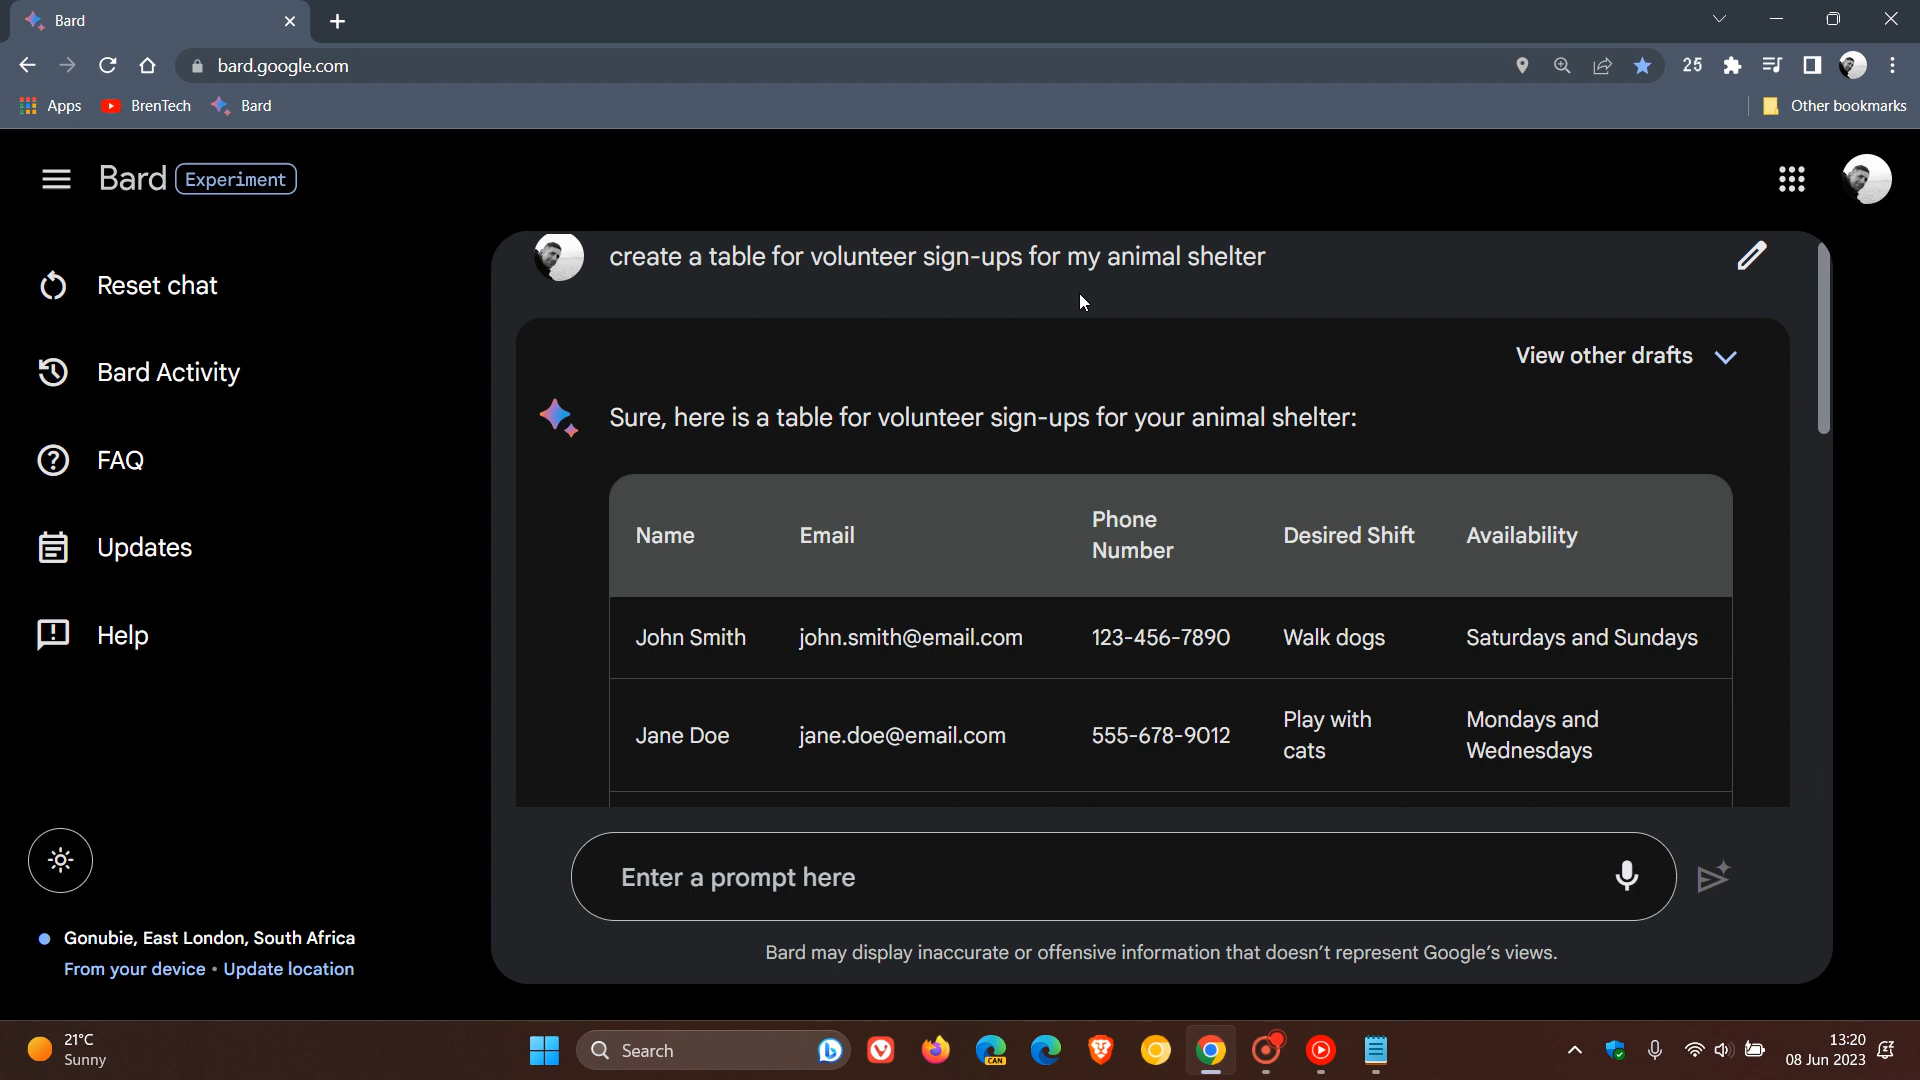 Bard
bard.google.com
25
Apps
BrenTech
Bard
Other bookmarks
Bard
Experiment
Reset chat
Bard Activity
FAQ
Updates
Help
Gonubie, East London, South Africa
From your device • Update location
create a table for volunteer sign-ups for my animal shelter
View other drafts
Sure, here is a table for volunteer sign-ups for your animal shelter:
Name Email Phone Number Desired Shift Availability
John Smith john.smith@email.com 123-456-7890 Walk dogs Saturdays and Sundays
Jane Doe jane.doe@email.com 555-678-9012 Play with cats Mondays and Wednesdays
Enter a prompt here
Bard may display inaccurate or offensive information that doesn't represent Google's views.
21°C
Sunny
Search
CAN
13:20
08 Jun 2023